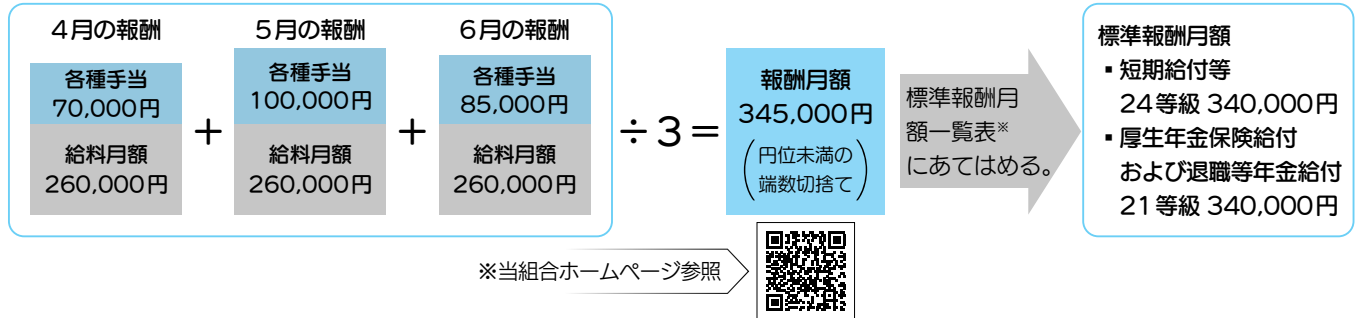 4月の報酬
各種手当
70,000円
給料月額
260,000円
+
5月の報酬
各種手当
100,000円
給料月額
260,000円
+
6月の報酬
各種手当
85,000円
給料月額
260,000円
÷3=
報酬月額
345,000円
(円位未満の
端数切捨て)
標準報酬月
額一覧表※
にあてはめる。
標準報酬月額
▪短期給付等
24等級 340,000円
▪厚生年金保険給付
および退職等年金給付
21等級 340,000円
※当組合ホームページ参照